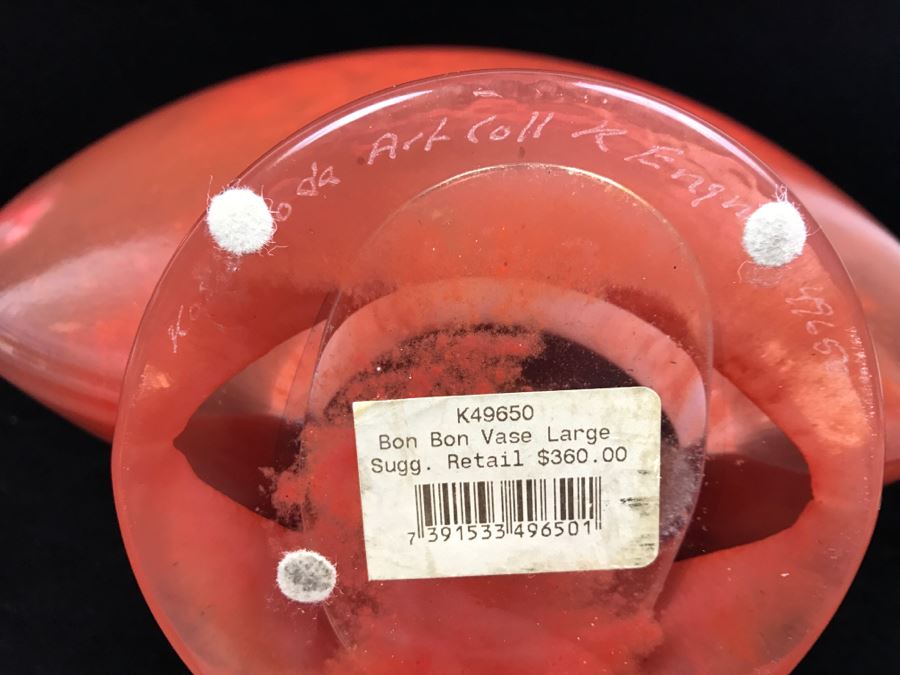 Art Coll K Engm
K49650
Bon Bon Vase Large
Sugg. Retail $360.00
7 391533 496501